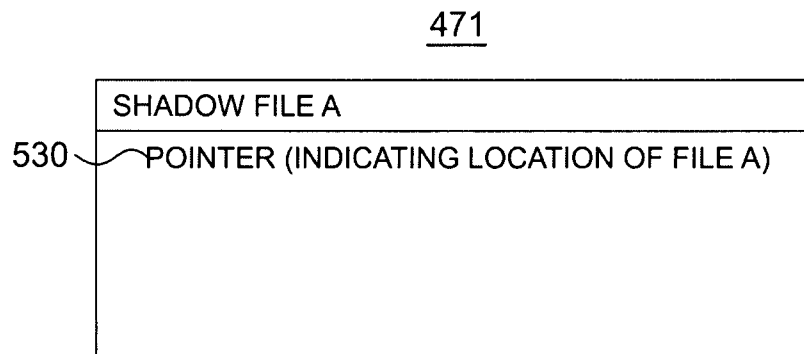 471
SHADOW FILE A
530 POINTER (INDICATING LOCATION OF FILE A)